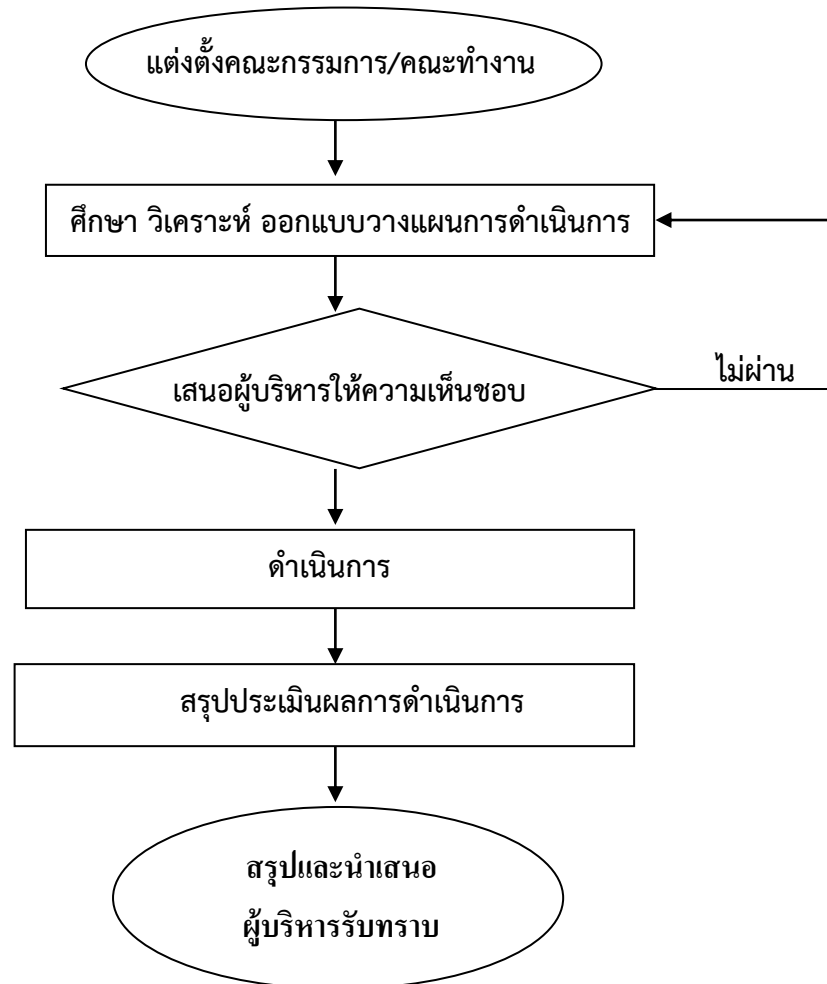 แต่งตั้งคณะกรรมการ/คณะทำงาน
ศึกษา วิเคราะห์ ออกแบบวางแผนการดำเนินการ
เสนอผู้บริหารให้ความเห็นชอบ
ไม่ผ่าน
ดำเนินการ
สรุปประเมินผลการดำเนินการ
สรุปและนำเสนอ
ผู้บริหารรับทราบ